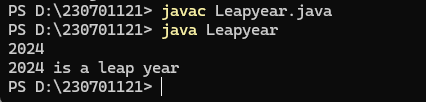 PS D:\230701121> javac Leapyear.java
PS D:\230701121> java Leapyear
2024
2024 is a leap year
PS D:\230701121>